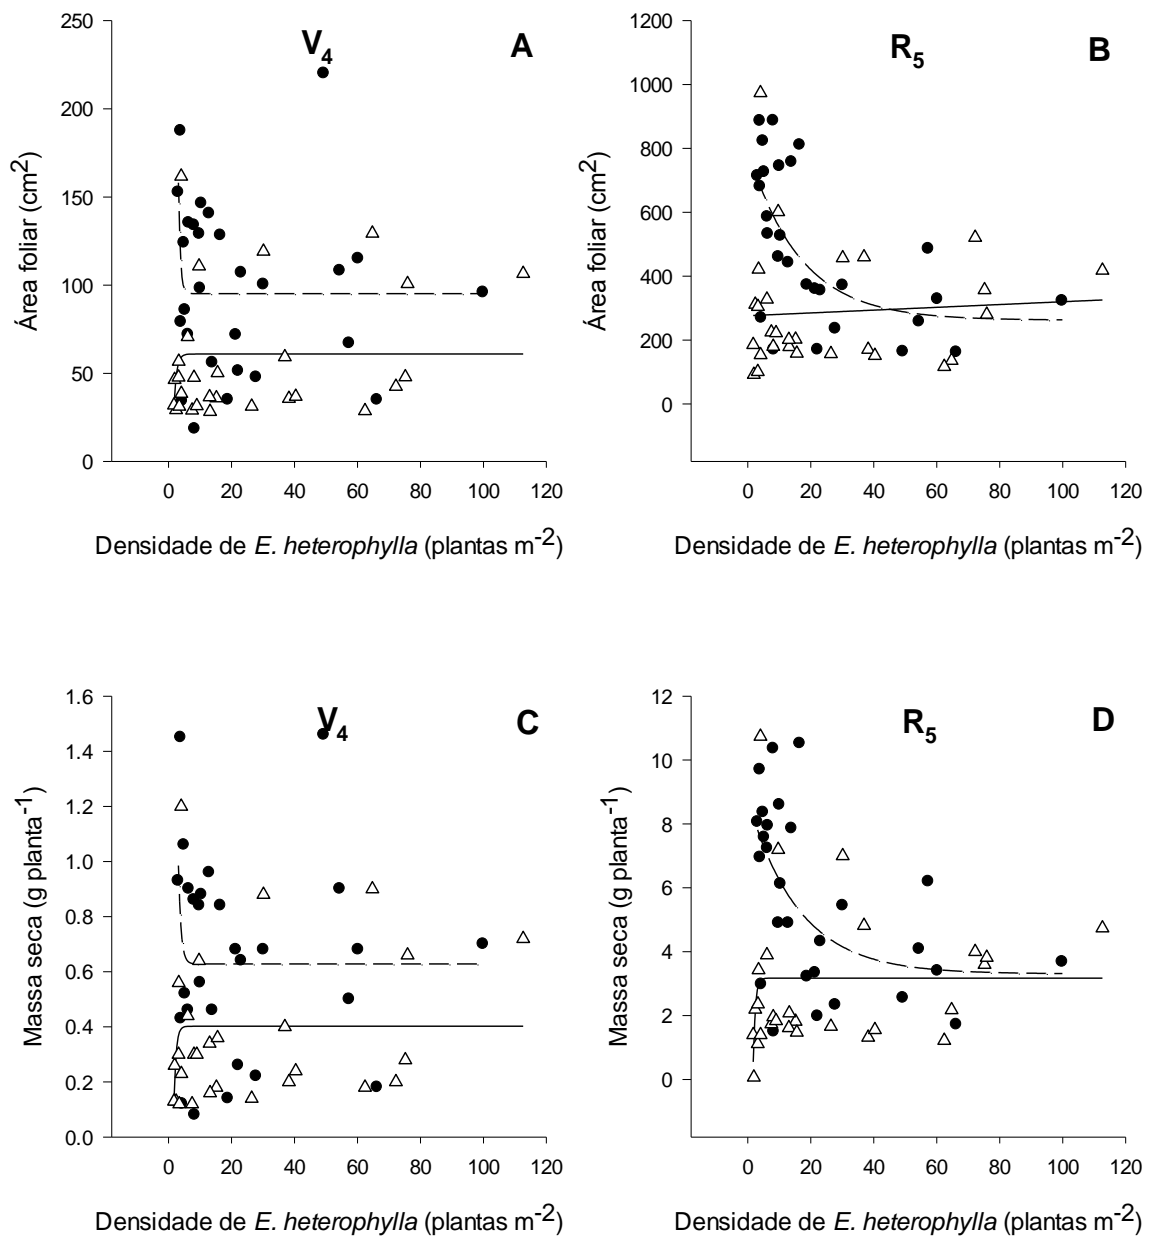 V4
A
250
200
150
100
50
0
Área foliar (cm2)
0 20 40 60 80 100 120
Densidade de E. heterophylla (plantas m-2)
R5
B
1200
1000
800
600
400
200
0
Área foliar (cm2)
0 20 40 60 80 100 120
Densidade de E. heterophylla (plantas m-2)
V4
C
1.6
1.4
1.2
1.0
0.8
0.6
0.4
0.2
0.0
Massa seca (g planta-1)
0 20 40 60 80 100 120
Densidade de E. heterophylla (plantas m-2)
R5
D
12
10
8
6
4
2
0
Massa seca (g planta-1)
0 20 40 60 80 100 120
Densidade de E. heterophylla (plantas m-2)